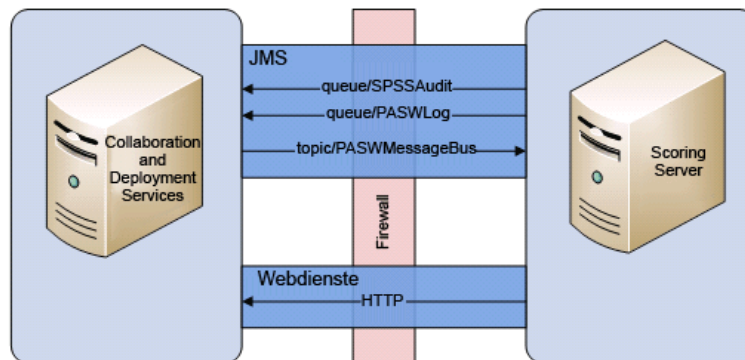 JMS
queue/SPSSAudit
queue/PASWLog
topic/PASWMessageBus
Collaboration
and
Deployment
Services
Scoring
Server
Firewall
Webdienste
HTTP